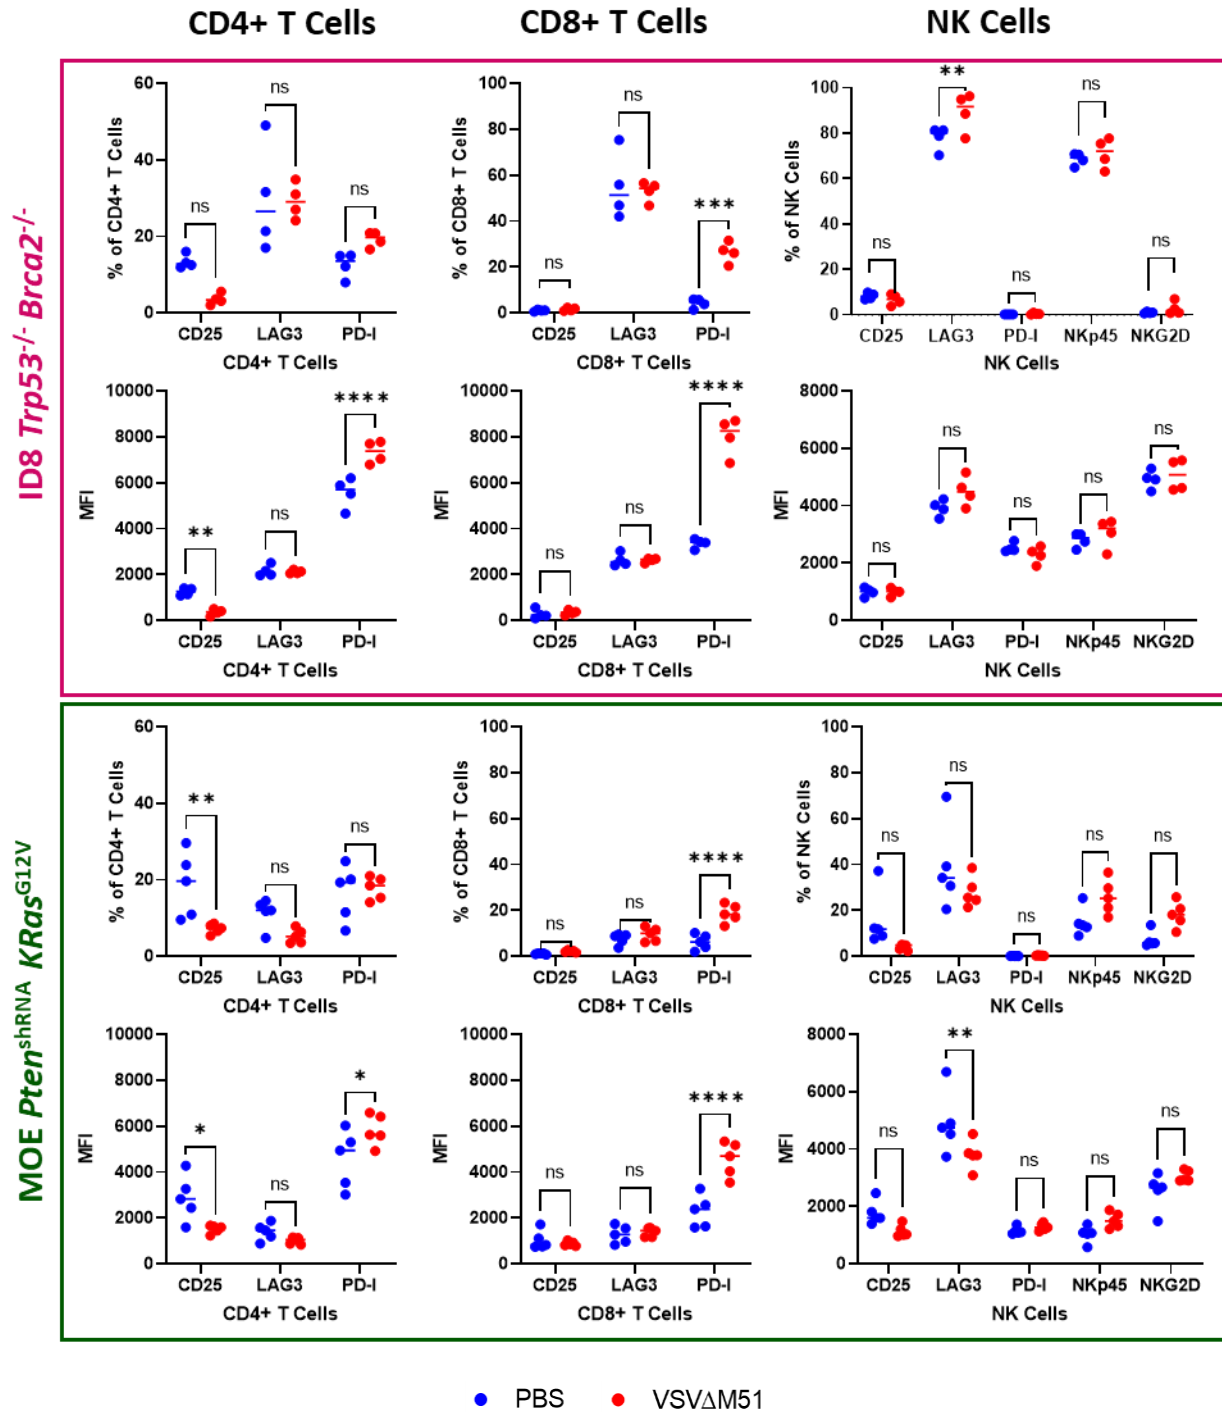 CD4+ T Cells CD8+ T Cells NK Cells
ID8 Trp53-/- Brca2-/-
% of CD4+ T Cells
60
40
20
0
ns
ns
ns
CD25 LAG3 PD-I
CD4+ T Cells
% of CD8+ T Cells
100
80
60
40
20
0
ns
ns
***
CD25 LAG3 PD-I
CD8+ T Cells
% of NK Cells
100
80
60
40
20
0
ns
**
ns
ns
ns
CD25 LAG3 PD-I NKp45 NKG2D
NK Cells
MFI
10000
8000
6000
4000
2000
0
**
ns
****
CD25 LAG3 PD-I
CD4+ T Cells
MFI
10000
8000
6000
4000
2000
0
ns
ns
****
CD25 LAG3 PD-I
CD8+ T Cells
MFI
8000
6000
4000
2000
0
ns
ns
ns
ns
ns
CD25 LAG3 PD-I NKp45 NKG2D
NK Cells
MOE PtenshRNA KRasG12V
% of CD4+ T Cells
60
40
20
0
**
ns
ns
CD25 LAG3 PD-I
CD4+ T Cells
% of CD8+ T Cells
100
80
60
40
20
0
ns
ns
****
CD25 LAG3 PD-I
CD8+ T Cells
% of NK Cells
100
80
60
40
20
0
ns
ns
ns
ns
ns
CD25 LAG3 PD-I NKp45 NKG2D
NK Cells
MFI
10000
8000
6000
4000
2000
0
*
ns
*
CD25 LAG3 PD-I
CD4+ T Cells
MFI
10000
8000
6000
4000
2000
0
ns
ns
****
CD25 LAG3 PD-I
CD8+ T Cells
MFI
8000
6000
4000
2000
0
ns
**
ns
ns
ns
CD25 LAG3 PD-I NKp45 NKG2D
NK Cells
PBS VSVΔM51